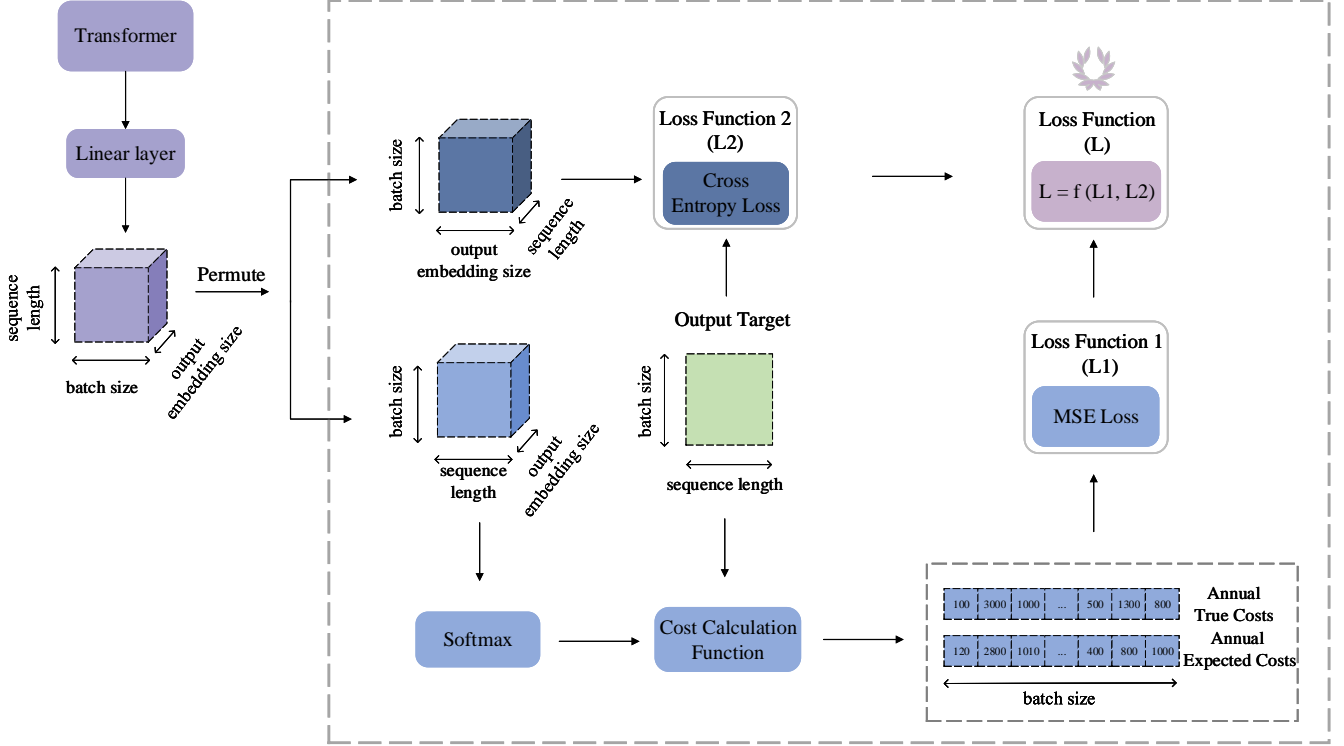 Transformer
Linear layer
sequence
length
batch size
output
embedding size
Permute
batch size
output
embedding size
sequence
length
Loss Function 2
(L2)
Cross
Entropy Loss
Loss Function
(L)
L = f (L1, L2)
batch size
sequence
length
output
embedding size
Output Target
batch size
sequence length
Loss Function 1
(L1)
MSE Loss
Softmax
Cost Calculation
Function
100 3000 1000 ... 500 1300 800
Annual
True Costs
120 2800 1010 ... 400 800 1000
Annual
Expected Costs
batch size